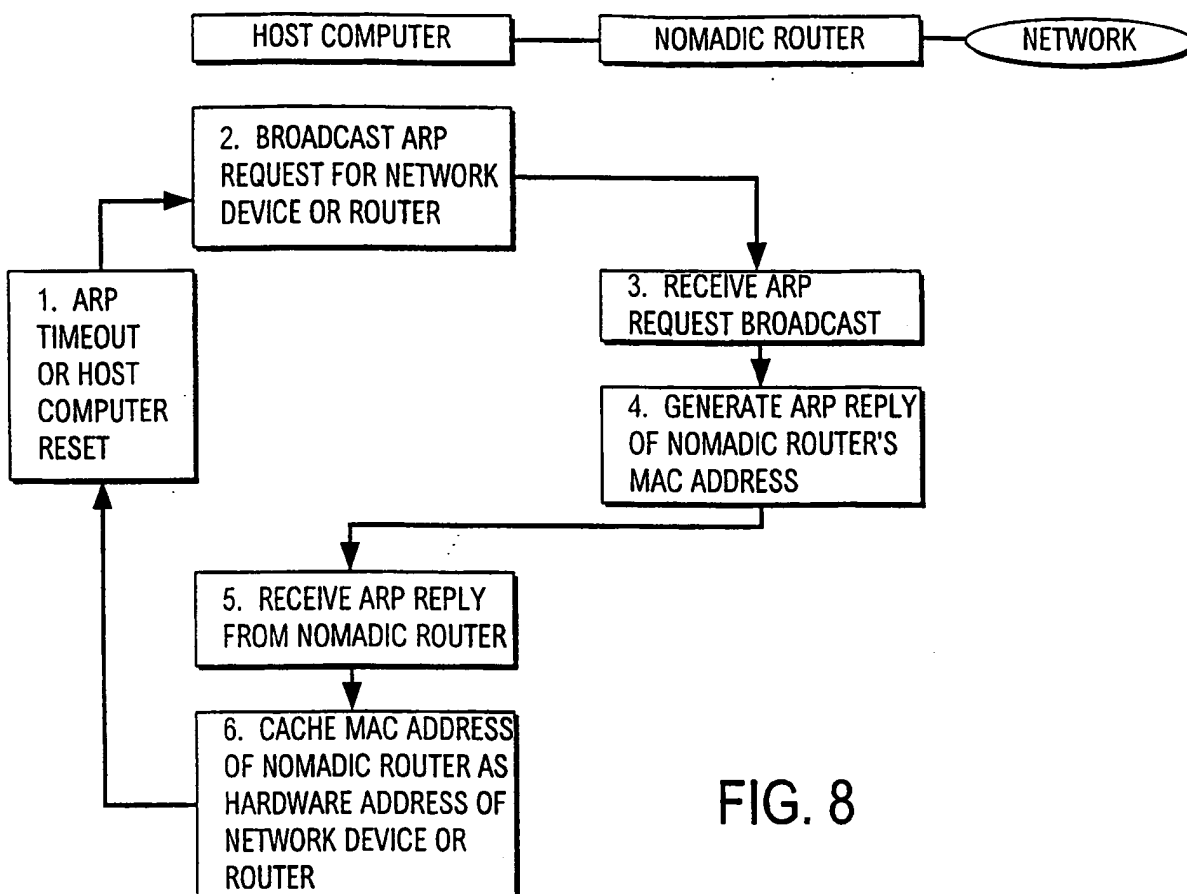 HOST COMPUTER
NOMADIC ROUTER
NETWORK
2. BROADCAST ARP
REQUEST FOR NETWORK
DEVICE OR ROUTER
1. ARP
TIMEOUT
OR HOST
COMPUTER
RESET
3. RECEIVE ARP
REQUEST BROADCAST
4. GENERATE ARP REPLY
OF NOMADIC ROUTER'S
MAC ADDRESS
5. RECEIVE ARP REPLY
FROM NOMADIC ROUTER
6. CACHE MAC ADDRESS
OF NOMADIC ROUTER AS
HARDWARE ADDRESS OF
NETWORK DEVICE OR
ROUTER
FIG. 8